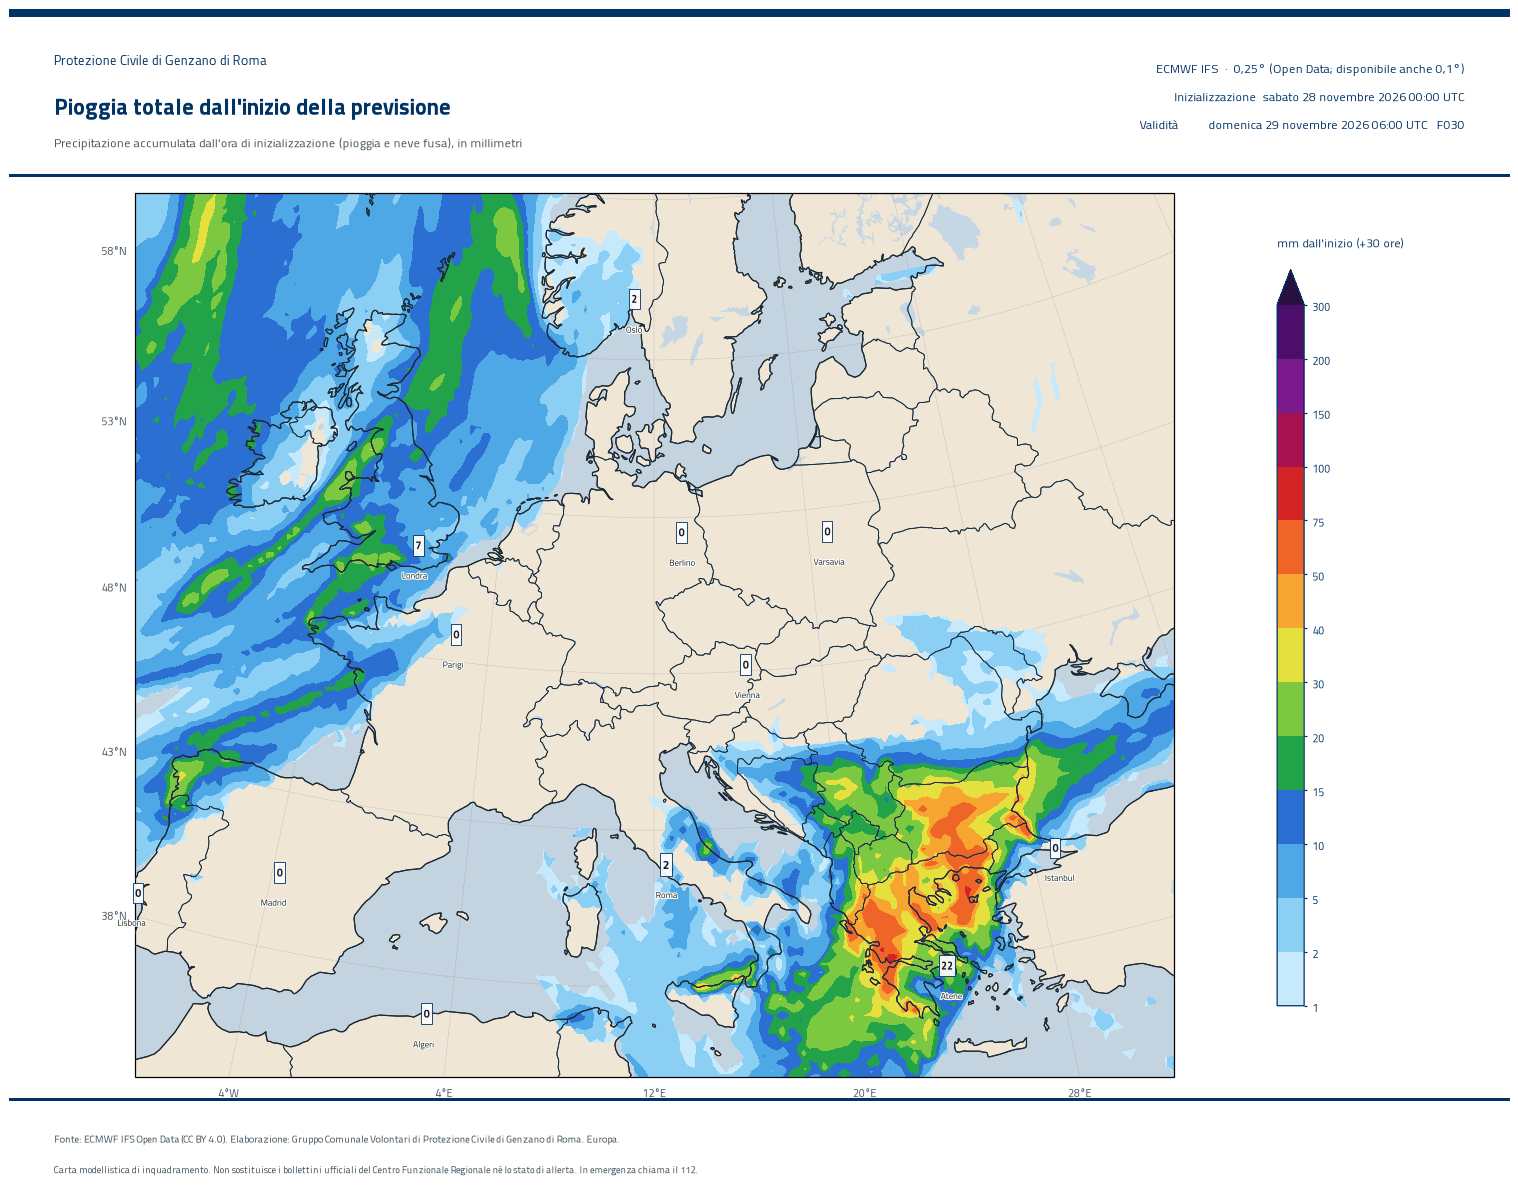 Protezione Civile di Genzano di Roma
Pioggia totale dall'inizio della previsione
Precipitazione accumulata dall'ora di inizializzazione (pioggia e neve fusa), in millimetri
ECMWF IFS · 0,25° (Open Data; disponibile anche 0,1°)
Inizializzazione sabato 28 novembre 2026 00:00 UTC
Validità domenica 29 novembre 2026 06:00 UTC F030
58°N
53°N
48°N
43°N
38°N
4°W
4°E
12°E
20°E
28°E
2
Oslo
7
Londra
0
Berlino
0
Varsavia
0
Parigi
0
Vienna
0
Madrid
0
Lisbona
2
Roma
0
Istanbul
22
Atene
0
Algeri
mm dall'inizio (+30 ore)
300
200
150
100
75
50
40
30
20
15
10
5
2
1
Fonte: ECMWF IFS Open Data (CC BY 4.0). Elaborazione: Gruppo Comunale Volontari di Protezione Civile di Genzano di Roma. Europa.
Carta modellistica di inquadramento. Non sostituisce i bollettini ufficiali del Centro Funzionale Regionale né lo stato di allerta. In emergenza chiama il 112.